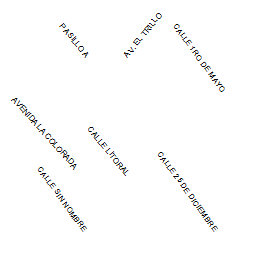 PASILLO A
AV. EL TRILLO
CALLE 1RO DE MAYO
AVENIDA LA COLORADA
CALLE LITORAL
CALLE SIN NOMBRE
CALLE 25 DE DICIEMBRE